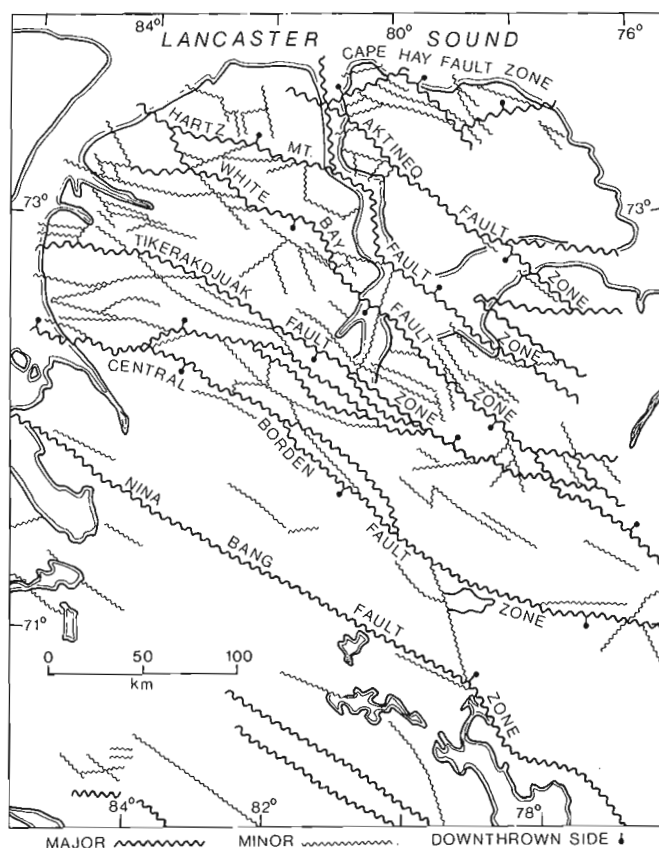 84° 80° 76°
LANCASTER SOUND
CAPE HAY FAULT ZONE
HARTZ MT. FAULT ZONE
AKTINEQ FAULT ZONE
WHITE BAY FAULT ZONE
73° 73°
TIKERAKDJUAK FAULT ZONE
CENTRAL BORDEN FAULT ZONE
NINA BANG FAULT ZONE
71° 71°
0 50 100
km
84° 82° 78°
MAJOR MINOR DOWNTHROWN SIDE